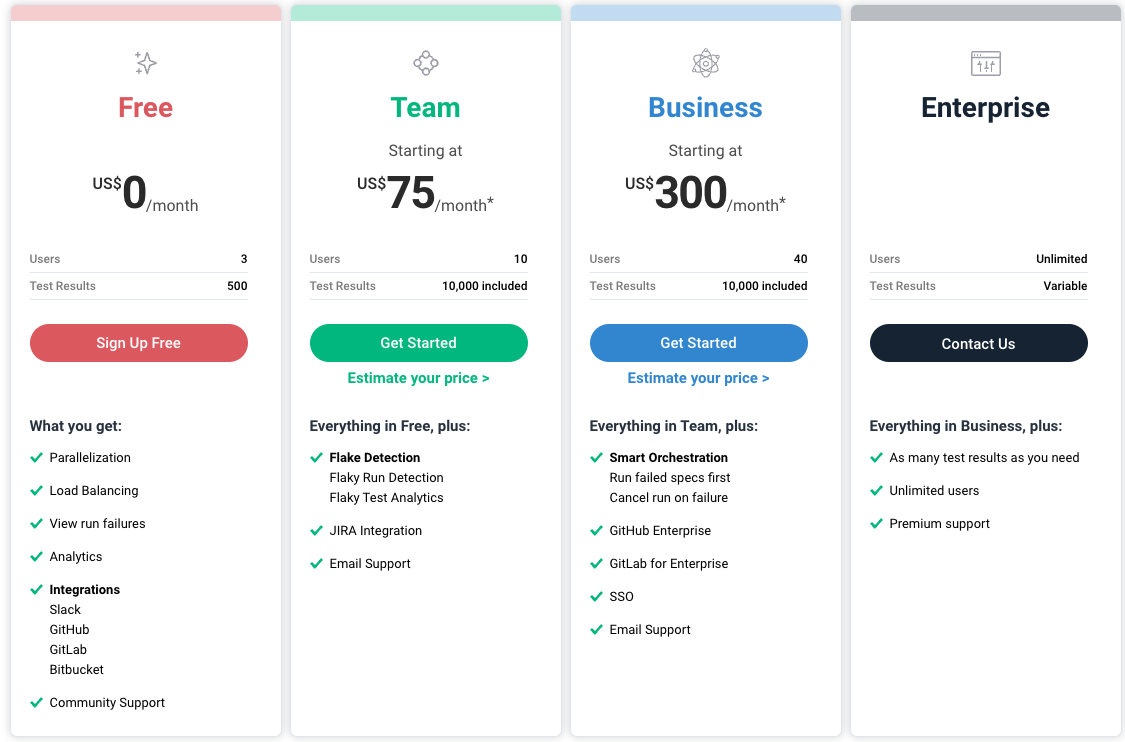 Free
US$0/month
Users 3
Test Results 500
Sign Up Free
What you get:
Parallelization
Load Balancing
View run failures
Analytics
Integrations
Slack
GitHub
GitLab
Bitbucket
Community Support
Team
Starting at
US$75/month*
Users 10
Test Results 10,000 included
Get Started
Estimate your price >
Everything in Free, plus:
Flake Detection
Flaky Run Detection
Flaky Test Analytics
JIRA Integration
Email Support
Business
Starting at
US$300/month*
Users 40
Test Results 10,000 included
Get Started
Estimate your price >
Everything in Team, plus:
Smart Orchestration
Run failed specs first
Cancel run on failure
GitHub Enterprise
GitLab for Enterprise
SSO
Email Support
Enterprise
Users Unlimited
Test Results Variable
Contact Us
Everything in Business, plus:
As many test results as you need
Unlimited users
Premium support